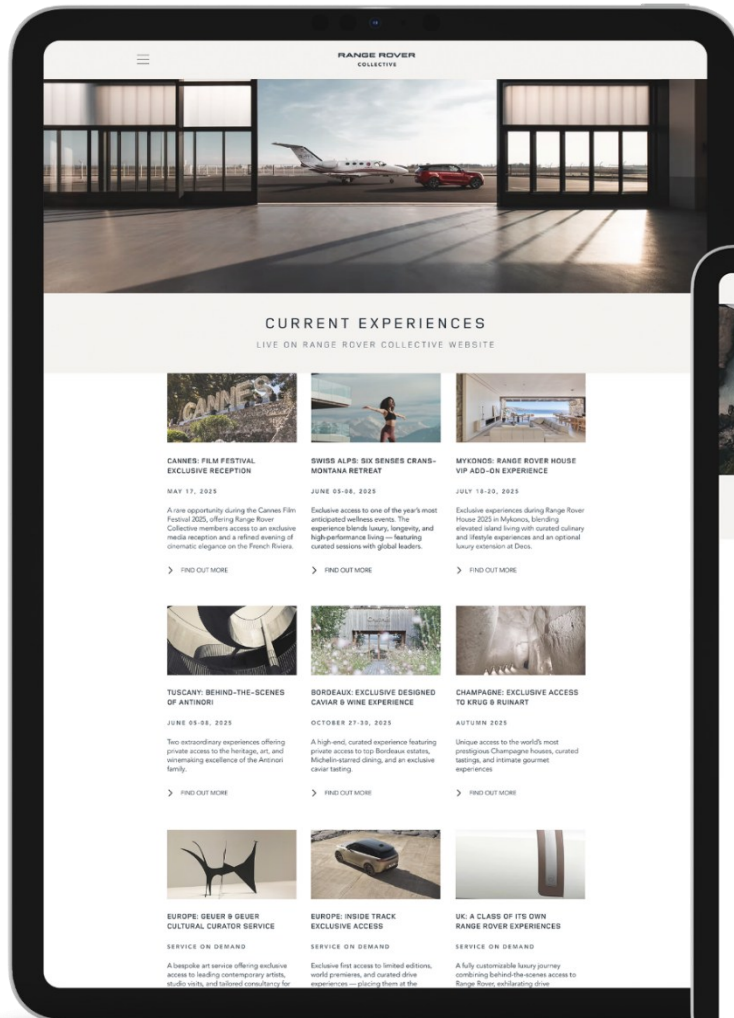 RANGE ROVER
COLLECTIVE
CURRENT EXPERIENCES
LIVE ON RANGE ROVER COLLECTIVE WEBSITE
CANNES
CANNES: FILM FESTIVAL
EXCLUSIVE RECEPTION
MAY 17, 2025
A rare opportunity during the Cannes Film
Festival 2025, offering Range Rover
Collective members access to an exclusive
media reception and a refined evening of
cinematic elegance on the French Riviera.
FIND OUT MORE
SWISS ALPS: SIX SENSES CRANS-
MONTANA RETREAT
JUNE 05-08, 2025
Exclusive access to one of the year's most
anticipated wellness events. The
experience blends luxury, longevity, and
high-performance living — featuring
curated sessions with global leaders.
FIND OUT MORE
MYKONOS: RANGE ROVER HOUSE
VIP ADD-ON EXPERIENCE
JULY
2025
Exclusive experiences during Range Rover
House 2025 in Mykonos, blending
elevated island living with curated culinary
and lifestyle experiences and an optional
luxury extension at Deos.
FIND OUT MORE
TUSCANY: BEHIND-THE-SCENES
OF ANTINORI
JUNE
2025
Two extraordinary experiences offering
private access to the heritage, art, and
winemaking excellence of the Antinori
family.
FIND OUT MORE
BORDEAUX: EXCLUSIVE DESIGNED
CAVIAR & WINE EXPERIENCE
OCTOBER 27-30, 2025
A high-end, curated experience featuring
private access to top Bordeaux estates,
Michelin-starred dining, and an exclusive
caviar tasting.
FIND OUT MORE
CHAMPAGNE: EXCLUSIVE ACCESS
TO KRUG & RUINART
AUTUMN 2025
Unique access to the world's most
prestigious Champagne houses, curated
tastings, and intimate gourmet
experiences
FIND OUT MORE
EUROPE: GEUER & GEUER
CULTURAL CURATOR SERVICE
SERVICE ON DEMAND
A bespoke art service offering exclusive
access to leading contemporary artists,
studio visits, and tailored consultancy for
EUROPE: INSIDE TRACK
EXCLUSIVE ACCESS
SERVICE ON DEMAND
Exclusive first access to limited editions,
world premieres, and curated drive
experiences — placing them at the
UK: A CLASS OF ITS OWN
RANGE ROVER EXPERIENCES
SERVICE ON DEMAND
A fully customizable luxury journey
combining behind-the-scenes access to
Range Rover, exhilarating drive